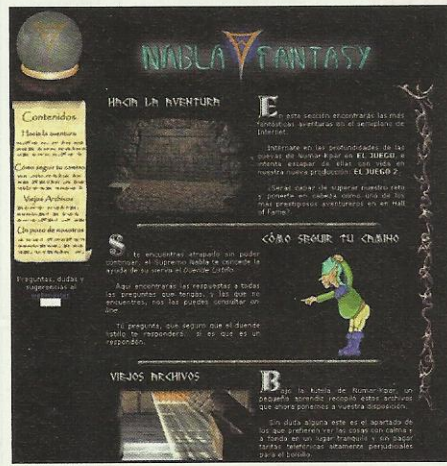 NABLA FANTASY
Contenidos
Hacia la aventura
Cómo seguir tu camino
Viejos Archivos
Un poco de nosotros
Preguntas, dudas y
sugerencias al
webmaster
HACIA LA AVENTURA
En esta sección encontrarás las más
fantásticas aventuras en el
Internet.
Intérnate en las profundidades de las
cuevas de Numar-Kpar en EL JUEGO, o
intenta escapar de ellas con vida en
nuestra nueva producción: EL JUEGO 2.
¿Serás capaz de superar nuestro reto
y ponerte en cabeza como uno de los
más prestigiosos aventureros en el Hall
of Fame?
CÓMO SEGUIR TU CAMINO
Si te encuentras atrapado sin poder
continuar, el Supremo Nabla te concede la
ayuda de su siervo el Duende Listillo.
Aquí encontrarás las respuestas a todas
las preguntas que tengas, y las que no
encuentres, nos las puedes consultar on
line.
Tú pregunta, que seguro que el duende
listillo te responderá... si es que es un
respondón.
VIEJOS ARCHIVOS
Bajo la tutela de Numar-Kpar, un
pequeño aprendiz recopiló estos archivos
que ahora ponemos a vuestra disposición.
Sin duda alguna este es el apartado de
los que prefieren ver las cosas con calma y
a fondo en un lugar tranquilo y sin pagar
tarifas telefónicas altamente perjudiciales
para el bolsillo.